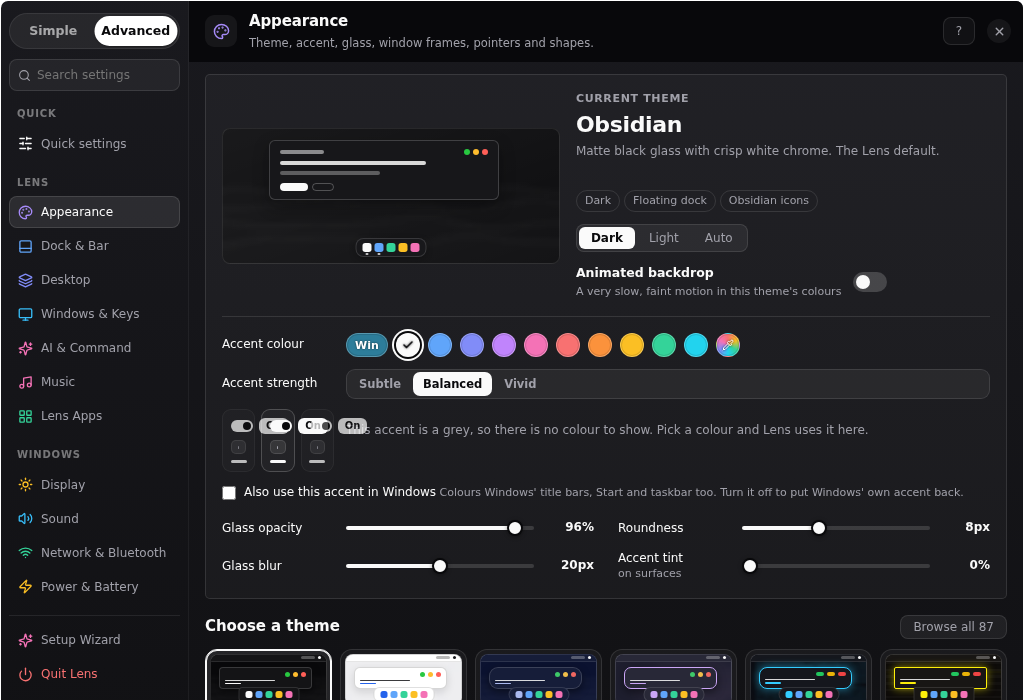 Simple
Advanced
Search settings
QUICK
Quick settings
LENS
Appearance
Dock & Bar
Desktop
Windows & Keys
AI & Command
Music
Lens Apps
WINDOWS
Display
Sound
Network & Bluetooth
Power & Battery
Setup Wizard
Quit Lens
Appearance
Theme, accent, glass, window frames, pointers and shapes.
?
CURRENT THEME
Obsidian
Matte black glass with crisp white chrome. The Lens default.
Dark
Floating dock
Obsidian icons
Dark
Light
Auto
Animated backdrop
A very slow, faint motion in this theme's colours
Accent colour
Win
Accent strength
Subtle
Balanced
Vivid
On
accent is a grey, so there is no colour to show. Pick a colour and Lens uses it here.
Also use this accent in Windows Colours Windows' title bars, Start and taskbar too. Turn it off to put Windows' own accent back.
Glass opacity
96%
Roundness
8px
Glass blur
20px
Accent tint
on surfaces
0%
Choose a theme
Browse all 87